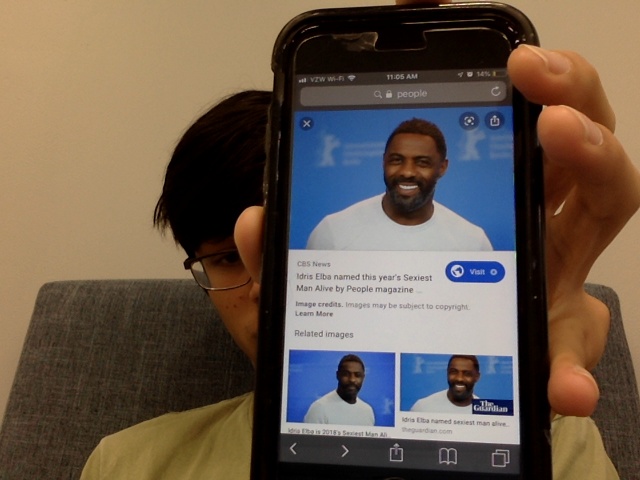 VZW Wi-Fi 11:05 AM 14%
people
CBS News
Idris Elba named this year's Sexiest
Man Alive by People magazine ...
Visit
Image credits. Images may be subject to copyright.
Learn More
Related images
The
Guardian
Idris Elba is 2018's Sexiest Man Ali...
Idris Elba named sexiest man alive...
theguardian.com